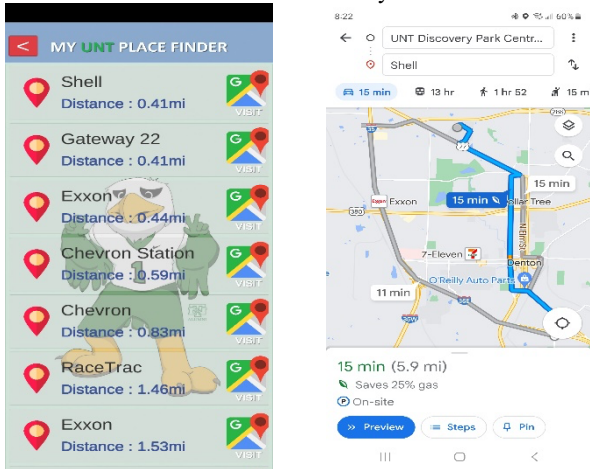 MY UNT PLACE FINDER
Shell
Distance : 0.41mi
VISIT
Gateway 22
Distance : 0.41mi
VISIT
Exxon
Distance : 0.44mi
VISIT
Chevron Station
Distance : 0.59mi
VISIT
Chevron
Distance : 0.83mi
VISIT
RaceTrac
Distance : 1.46mi
VISIT
Exxon
Distance : 1.53mi
VISIT
8:22
60%
UNT Discovery Park Centr...
Shell
15 min
13 hr
1 hr 52
15 m
15 min
Exxon
15 min
ollar Tree
380
N Elm St
7-Eleven
Denton
O'Reilly Auto Parts
11 min
15 min (5.9 mi)
Saves 25% gas
P On-site
Preview
Steps
Pin